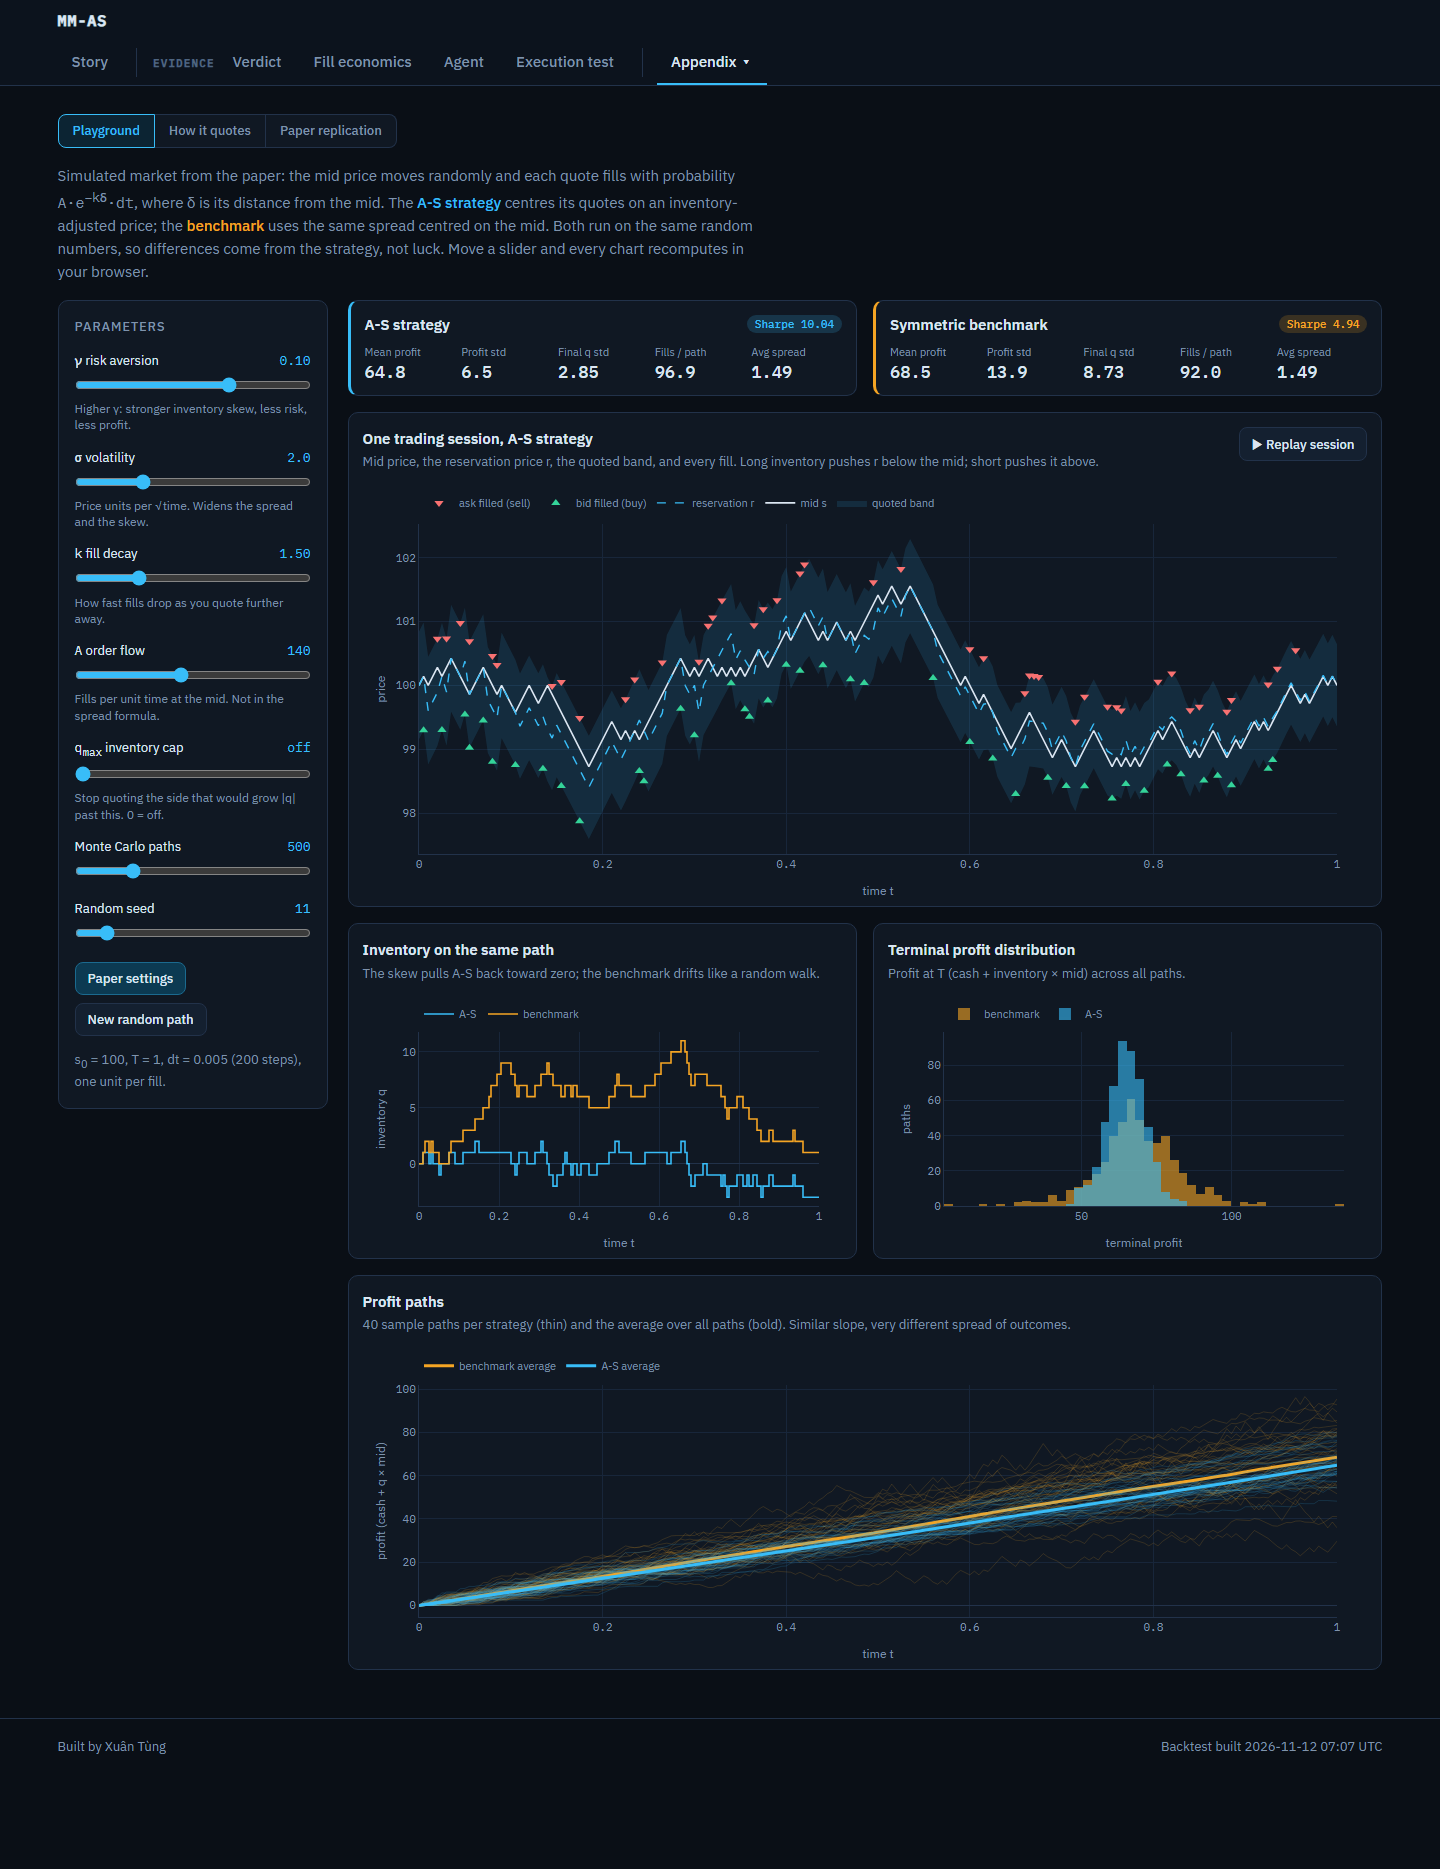 MM-AS
Story
EVIDENCE Verdict Fill economics Agent Execution test
Appendix ▾
Playground How it quotes Paper replication
Simulated market from the paper: the mid price moves randomly and each quote fills with probability
A·e^−kδ·dt, where δ is its distance from the mid. The A-S strategy centres its quotes on an inventory-
adjusted price; the benchmark uses the same spread centred on the mid. Both run on the same random
numbers, so differences come from the strategy, not luck. Move a slider and every chart recomputes in
your browser.
PARAMETERS
γ risk aversion 0.10
Higher γ: stronger inventory skew, less risk,
less profit.
σ volatility 2.0
Price units per √time. Widens the spread
and the skew.
k fill decay 1.50
How fast fills drop as you quote further
away.
A order flow 140
Fills per unit time at the mid. Not in the
spread formula.
qmax inventory cap off
Stop quoting the side that would grow |q|
past this. 0 = off.
Monte Carlo paths 500
Random seed 11
Paper settings
New random path
s0 = 100, T = 1, dt = 0.005 (200 steps),
one unit per fill.
A-S strategy Sharpe 10.04
Mean profit Profit std Final q std Fills / path Avg spread
64.8 6.5 2.85 96.9 1.49
Symmetric benchmark Sharpe 4.94
Mean profit Profit std Final q std Fills / path Avg spread
68.5 13.9 8.73 92.0 1.49
One trading session, A-S strategy
▶ Replay session
Mid price, the reservation price r, the quoted band, and every fill. Long inventory pushes r below the mid; short pushes it above.
ask filled (sell) bid filled (buy) reservation r mid s quoted band
price
102
101
100
99
98
0 0.2 0.4 0.6 0.8 1
time t
Inventory on the same path
The skew pulls A-S back toward zero; the benchmark drifts like a random walk.
A-S benchmark
inventory q
10
5
0
0 0.2 0.4 0.6 0.8 1
time t
Terminal profit distribution
Profit at T (cash + inventory × mid) across all paths.
benchmark A-S
paths
80
60
40
20
0
50 100
terminal profit
Profit paths
40 sample paths per strategy (thin) and the average over all paths (bold). Similar slope, very different spread of outcomes.
benchmark average A-S average
profit (cash + q × mid)
100
80
60
40
20
0
0 0.2 0.4 0.6 0.8 1
time t
Built by Xuân Tùng
Backtest built 2026-11-12 07:07 UTC